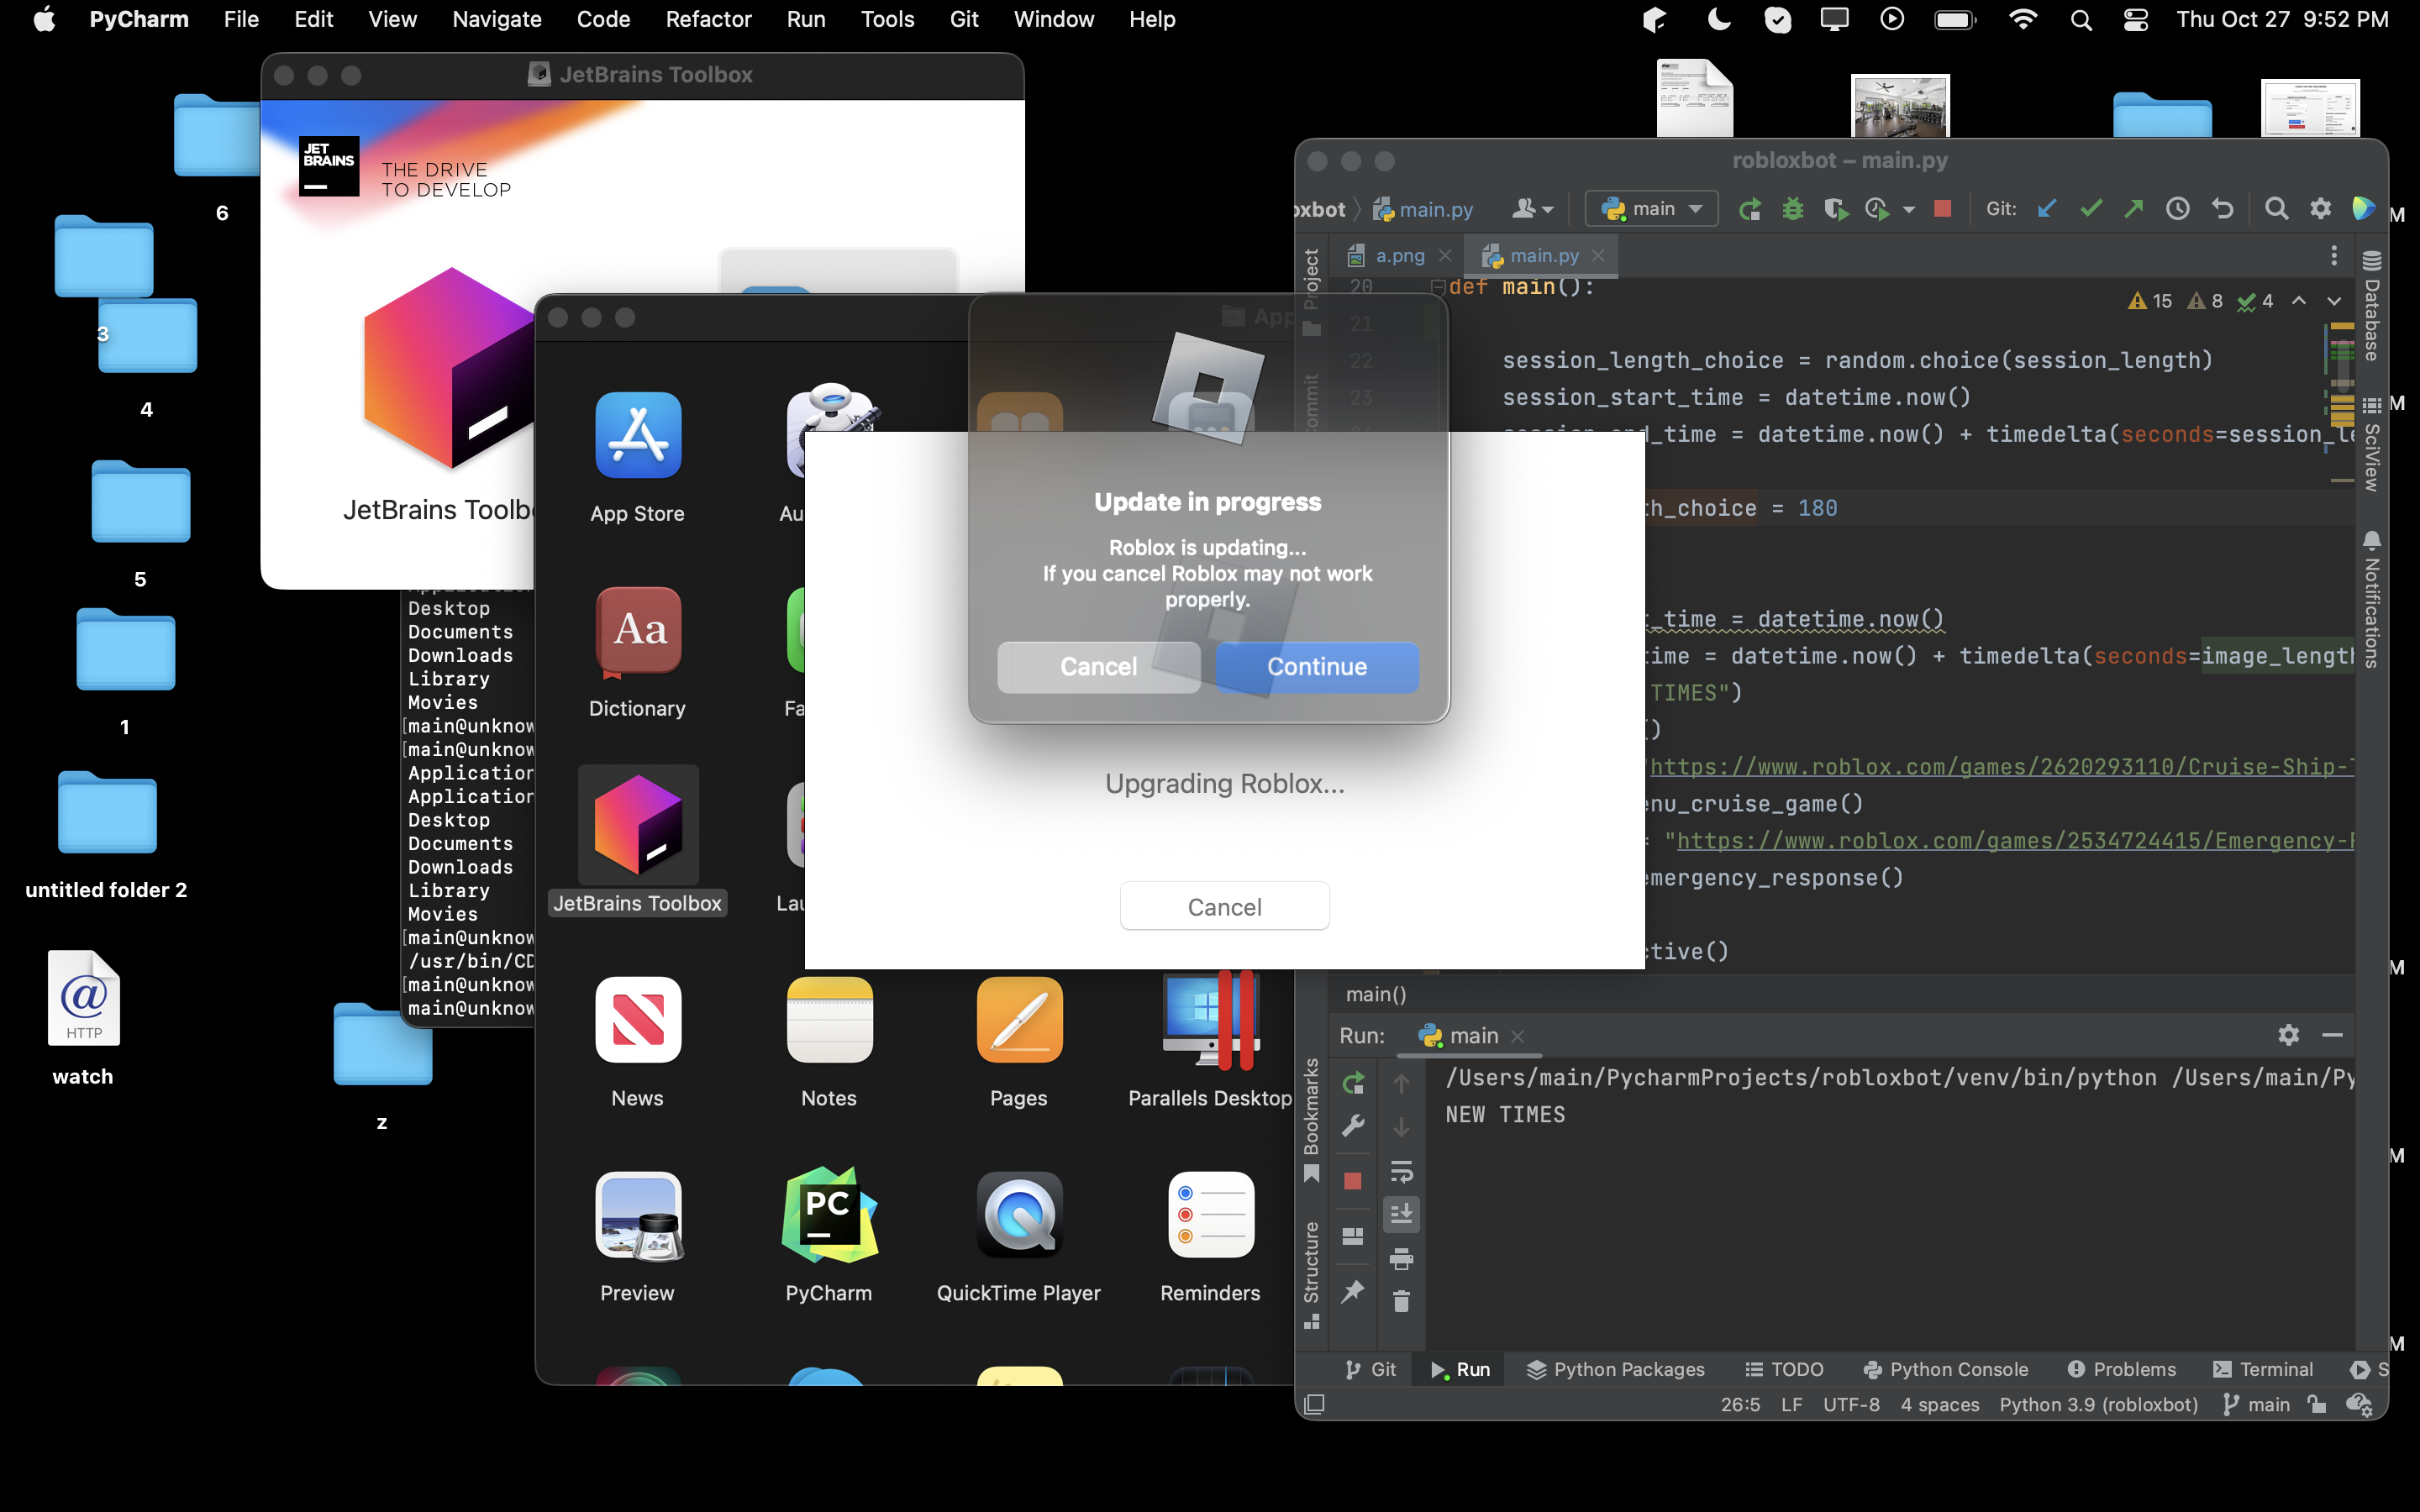 PyCharm File Edit View Navigate Code Refactor Run Tools Git Window Help Thu Oct 27 9:52 PM
JetBrains Toolbox
JET
BRAINS
THE DRIVE
TO DEVELOP
JetBrains Toolb
6
3
4
5
1
untitled folder 2
@
HTTP
watch
z
Desktop
Documents
Downloads
Library
Movies
[main@unknow
[main@unknow
Application
Application
Desktop
Documents
Downloads
Library
Movies
[main@unknow
/usr/bin/CD
[main@unknow
main@unknow
App
App Store
Au
Aa
Dictionary
Fa
JetBrains Toolbox
Lau
News
Notes
Pages
Parallels Desktop
Preview
PC
PyCharm
QuickTime Player
Reminders
Update in progress
Roblox is updating...
If you cancel Roblox may not work
properly.
Cancel Continue
Upgrading Roblox...
Cancel
robloxbot – main.py
oxbot main.py main Git:
a.png main.py
Project
Commit
Bookmarks
Structure
Database
SciView
Notifications
15 8 4
20 def main():
21
22 session_length_choice = random.choice(session_length)
23 session_start_time = datetime.now()
_time = datetime.now() + timedelta(seconds=session_le
h_choice = 180
_time = datetime.now()
ime = datetime.now() + timedelta(seconds=image_length
TIMES")
()
https://www.roblox.com/games/2620293110/Cruise-Ship-T
nu_cruise_game()
= "https://www.roblox.com/games/2534724415/Emergency-R
mergency_response()
ctive()
main()
Run: main
/Users/main/PycharmProjects/robloxbot/venv/bin/python /Users/main/Py
NEW TIMES
Git Run Python Packages TODO Python Console Problems Terminal S
26:5 LF UTF-8 4 spaces Python 3.9 (robloxbot) main
M
M
M
M
M